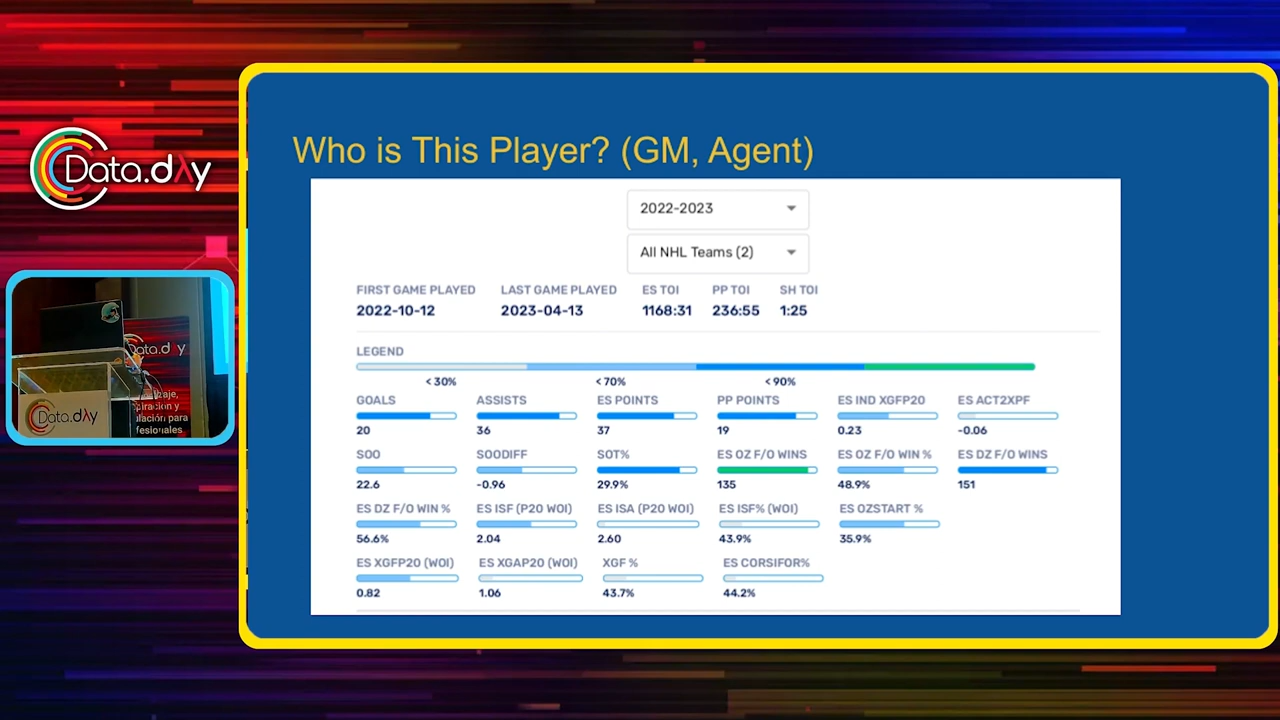 Data.day
Who is This Player? (GM, Agent)
2022-2023
All NHL Teams (2)
FIRST GAME PLAYED LAST GAME PLAYED ES TOI PP TOI SH TOI
2022-10-12 2023-04-13 1168:31 236:55 1:25
LEGEND
< 30% < 70% < 90%
GOALS ASSISTS ES POINTS PP POINTS ES IND XGFP20 ES ACT2XPF
20 36 37 19 0.23 -0.06
SOO SOODIFF SOT% ES OZ F/O WINS ES OZ F/O WIN % ES DZ F/O WINS
22.6 -0.96 29.9% 135 48.9% 151
ES DZ F/O WIN % ES ISF (P20 WOI) ES ISA (P20 WOI) ES ISF% (WOI) ES OZSTART %
56.6% 2.04 2.60 43.9% 35.9%
ES XGFP20 (WOI) ES XGAP20 (WOI) XGF % ES CORSIFOR%
0.82 1.06 43.7% 44.2%
Data.day
Data.day
para